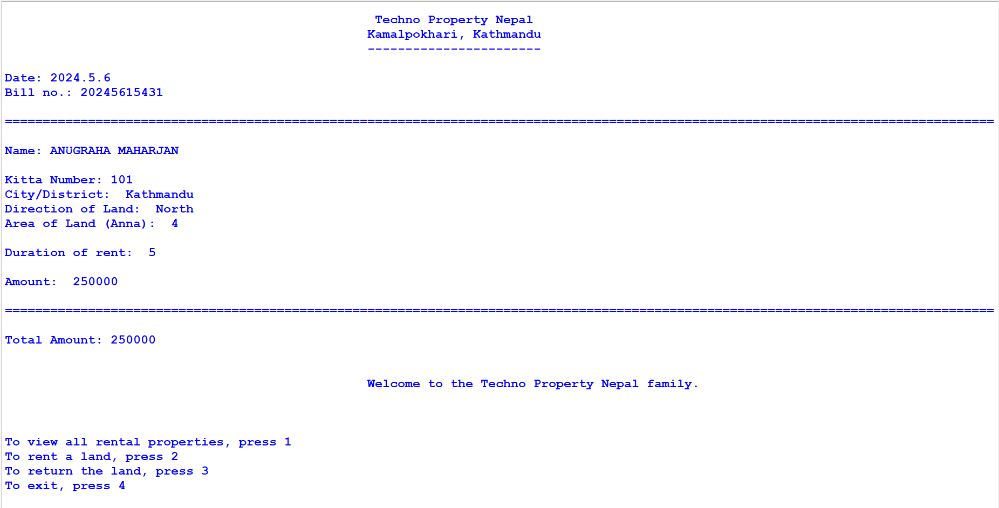 Techno Property Nepal
Kamalpokhari, Kathmandu
-----------------------
Date: 2024.5.6
Bill no.: 20245615431
===================================================================================================================================
Name: ANUGRAHA MAHARJAN
Kitta Number: 101
City/District:  Kathmandu
Direction of Land:  North
Area of Land (Anna):  4
Duration of rent:  5
Amount:  250000
===================================================================================================================================
Total Amount: 250000
Welcome to the Techno Property Nepal family.
To view all rental properties, press 1
To rent a land, press 2
To return the land, press 3
To exit, press 4